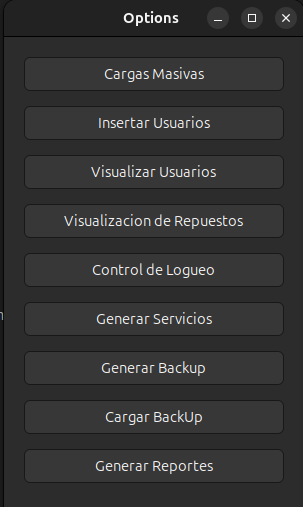 Options
Cargas Masivas
Insertar Usuarios
Visualizar Usuarios
Visualizacion de Repuestos
Control de Logueo
Generar Servicios
Generar Backup
Cargar BackUp
Generar Reportes